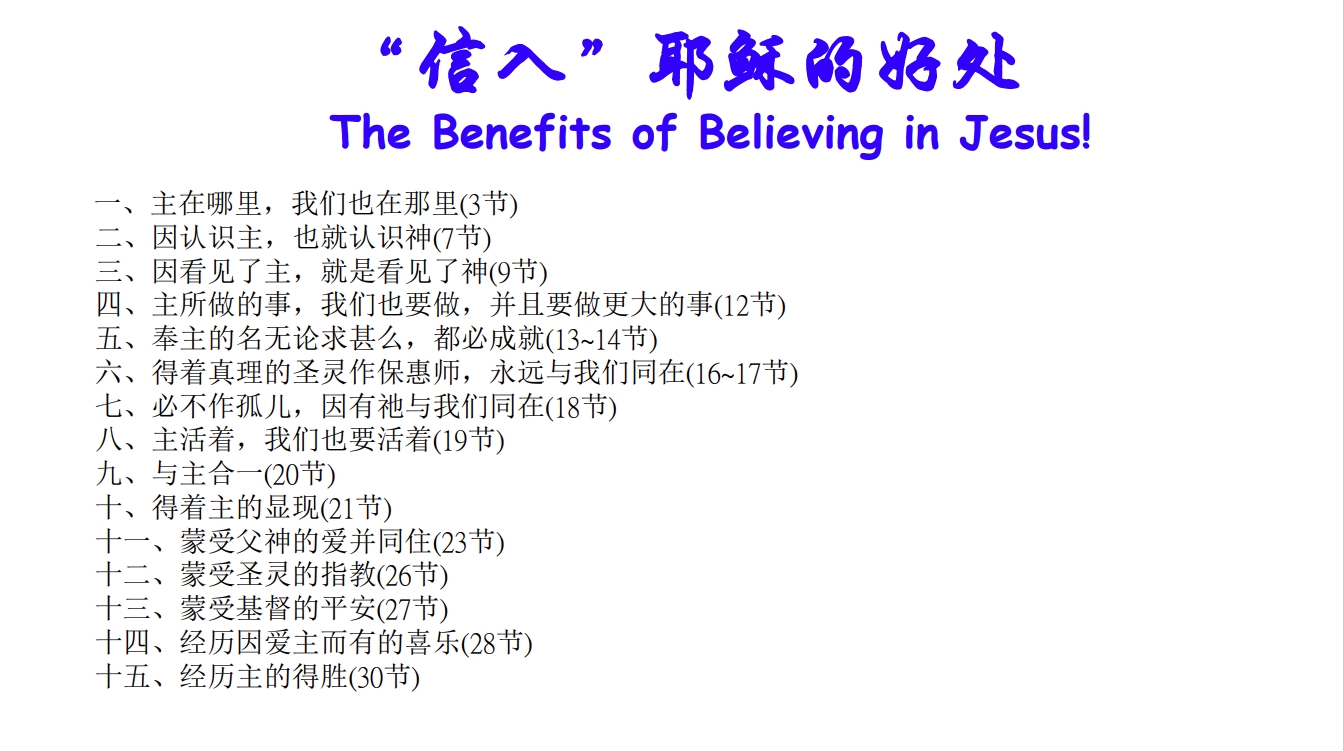 “信入”耶稣的好处
The Benefits of Believing in Jesus!
一、主在哪里，我们也在那里(3节)
二、因认识主，也就认识神(7节)
三、因看见了主，就是看见了神(9节)
四、主所做的事，我们也要做，并且要做更大的事(12节)
五、奉主的名无论求甚么，都必成就(13~14节)
六、得着真理的圣灵作保惠师，永远与我们同在(16~17节)
七、必不作孤儿，因有祂与我们同在(18节)
八、主活着，我们也要活着(19节)
九、与主合一(20节)
十、得着主的显现(21节)
十一、蒙受父神的爱并同住(23节)
十二、蒙受圣灵的指教(26节)
十三、蒙受基督的平安(27节)
十四、经历因爱主而有的喜乐(28节)
十五、经历主的得胜(30节)